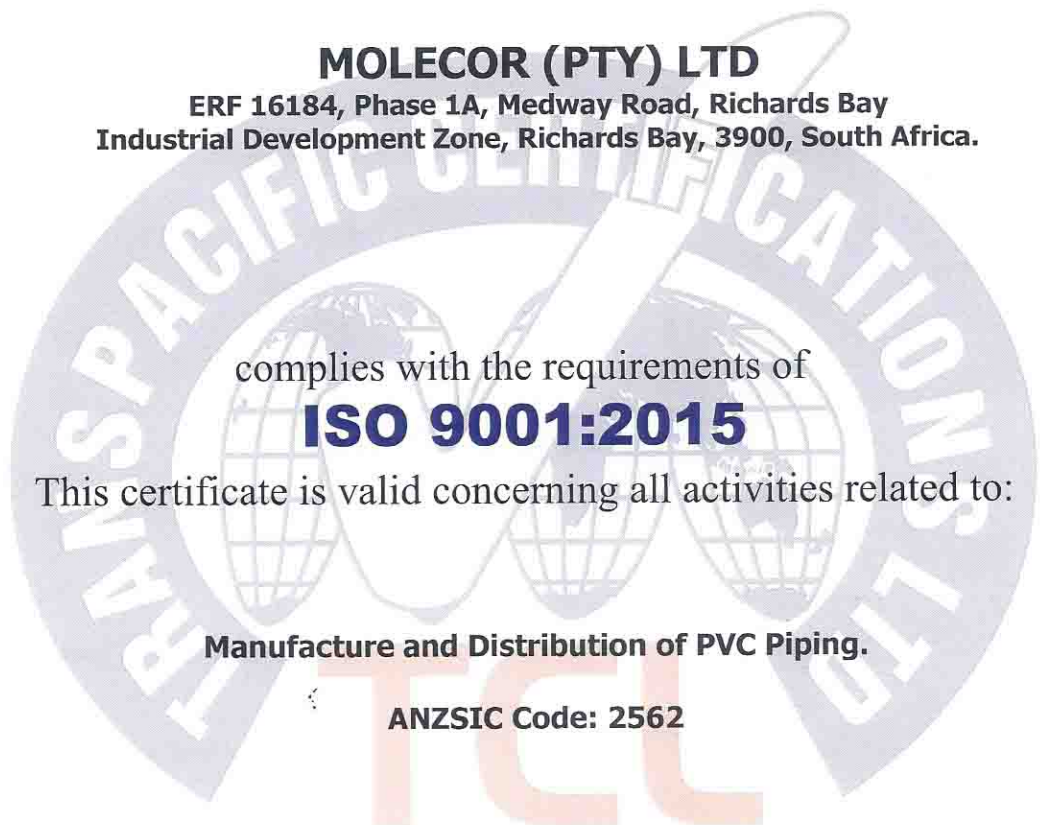 MOLECOR (PTY) LTD
ERF 16184, Phase 1A, Medway Road, Richards Bay
Industrial Development Zone, Richards Bay, 3900, South Africa.
TRANSPACIFIC CERTIFICATIONS LTD
complies with the requirements of
ISO 9001:2015
This certificate is valid concerning all activities related to:
Manufacture and Distribution of PVC Piping.
ANZSIC Code: 2562
TCL